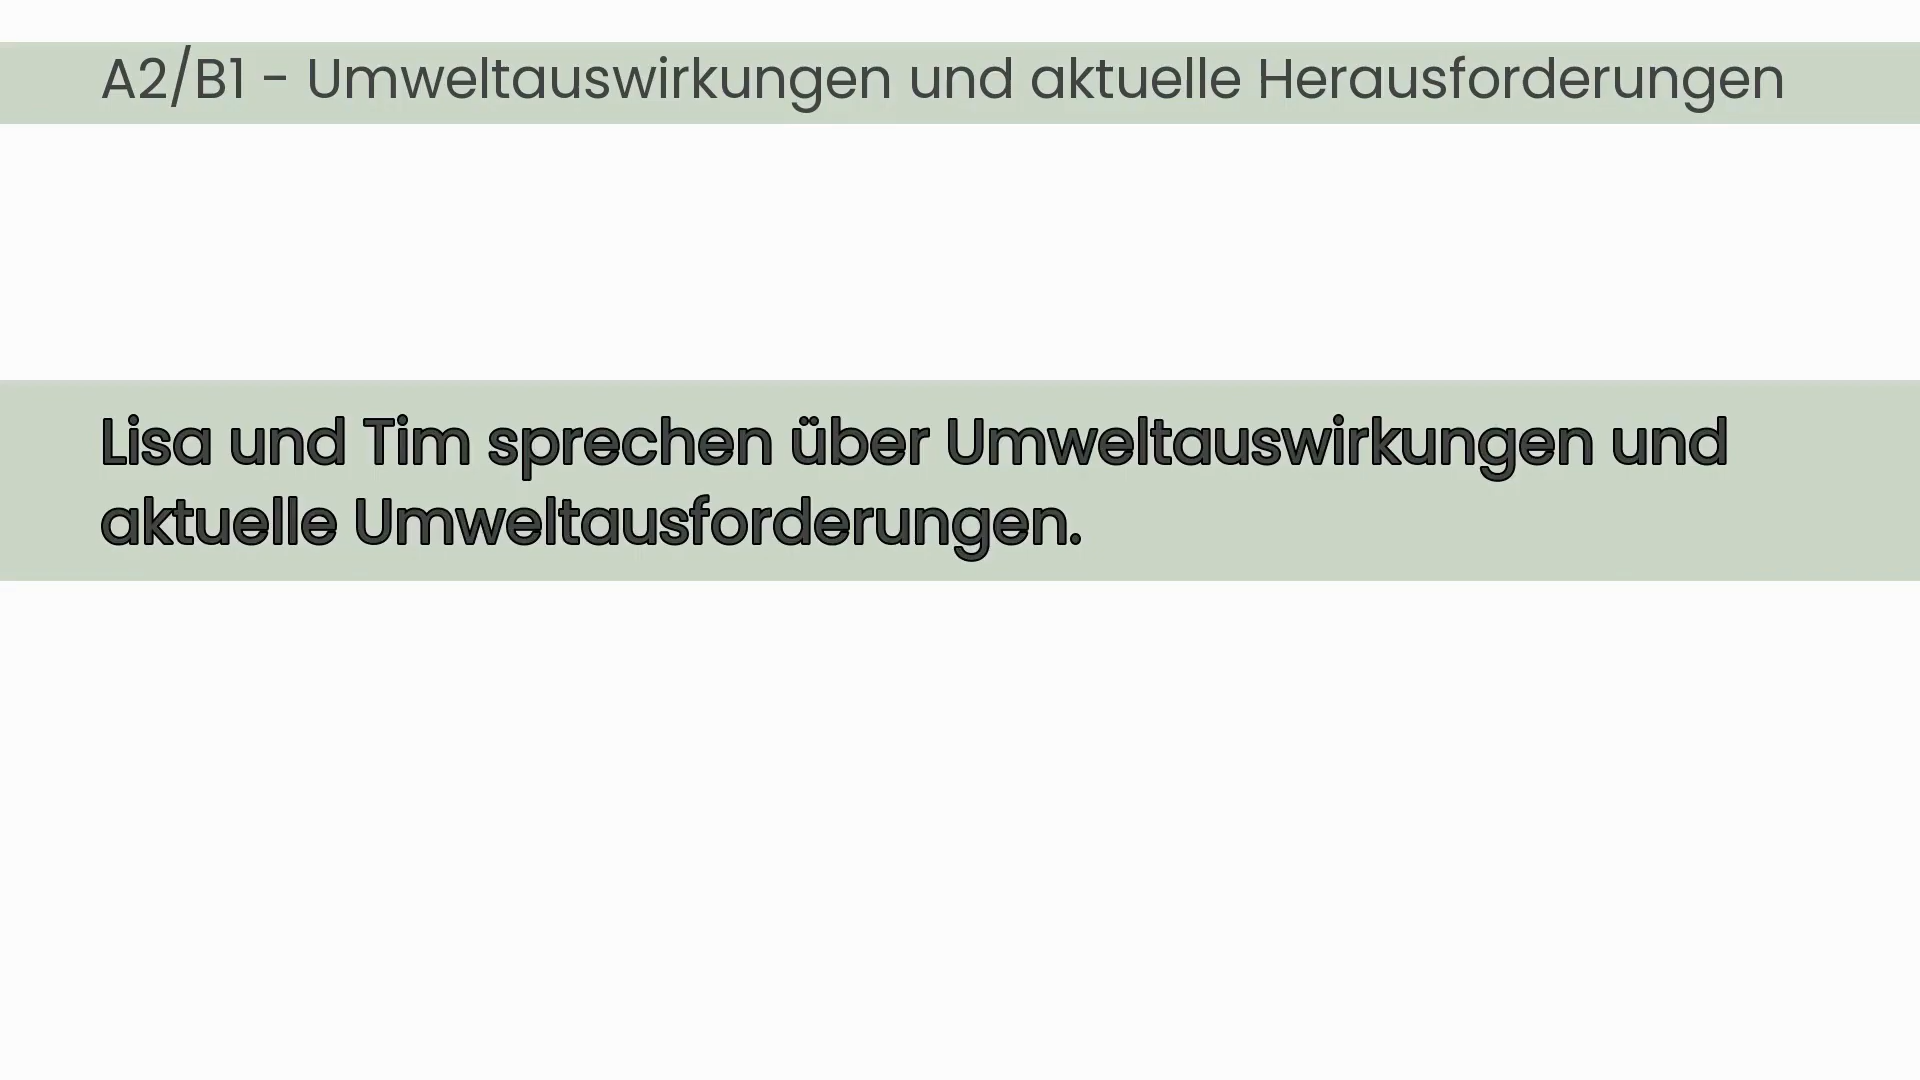 A2/B1 - Umweltauswirkungen und aktuelle Herausforderungen
Lisa und Tim sprechen über Umweltauswirkungen und
aktuelle Umweltausforderungen.